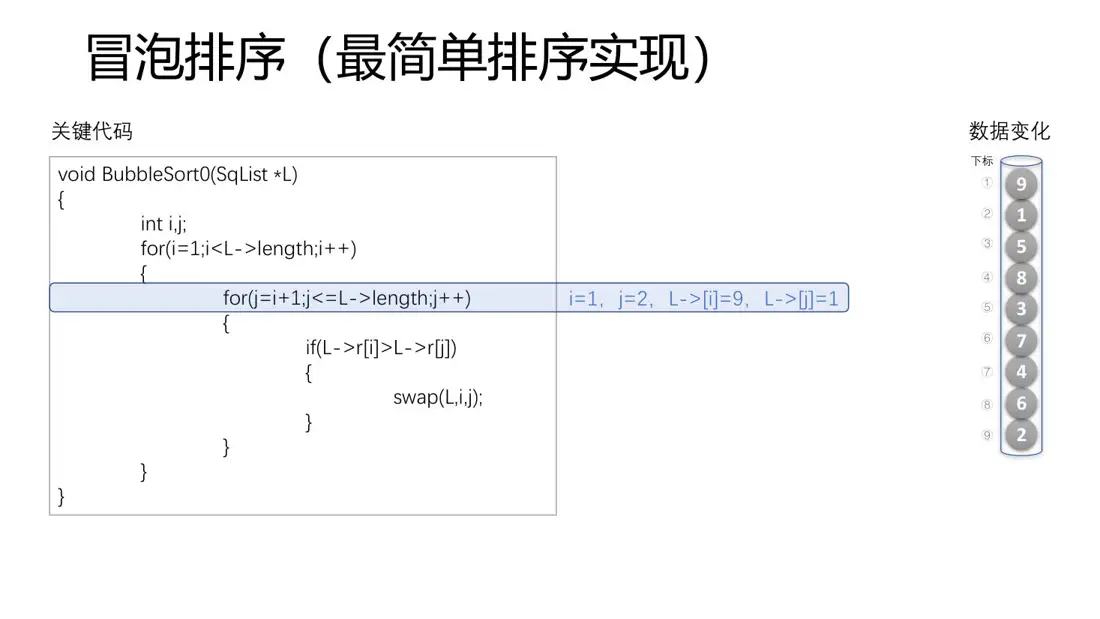 冒泡排序（最简单排序实现）
关键代码
void BubbleSort0(SqList *L)
{
int i,j;
for(i=1;i<L->length;i++)
{
for(j=i+1;j<=L->length;j++)
i=1，j=2，L->[i]=9，L->[j]=1
{
if(L->r[i]>L->r[j])
{
swap(L,i,j);
}
}
}
}
数据变化
下标
① 9
② 1
③ 5
④ 8
⑤ 3
⑥ 7
⑦ 4
⑧ 6
⑨ 2